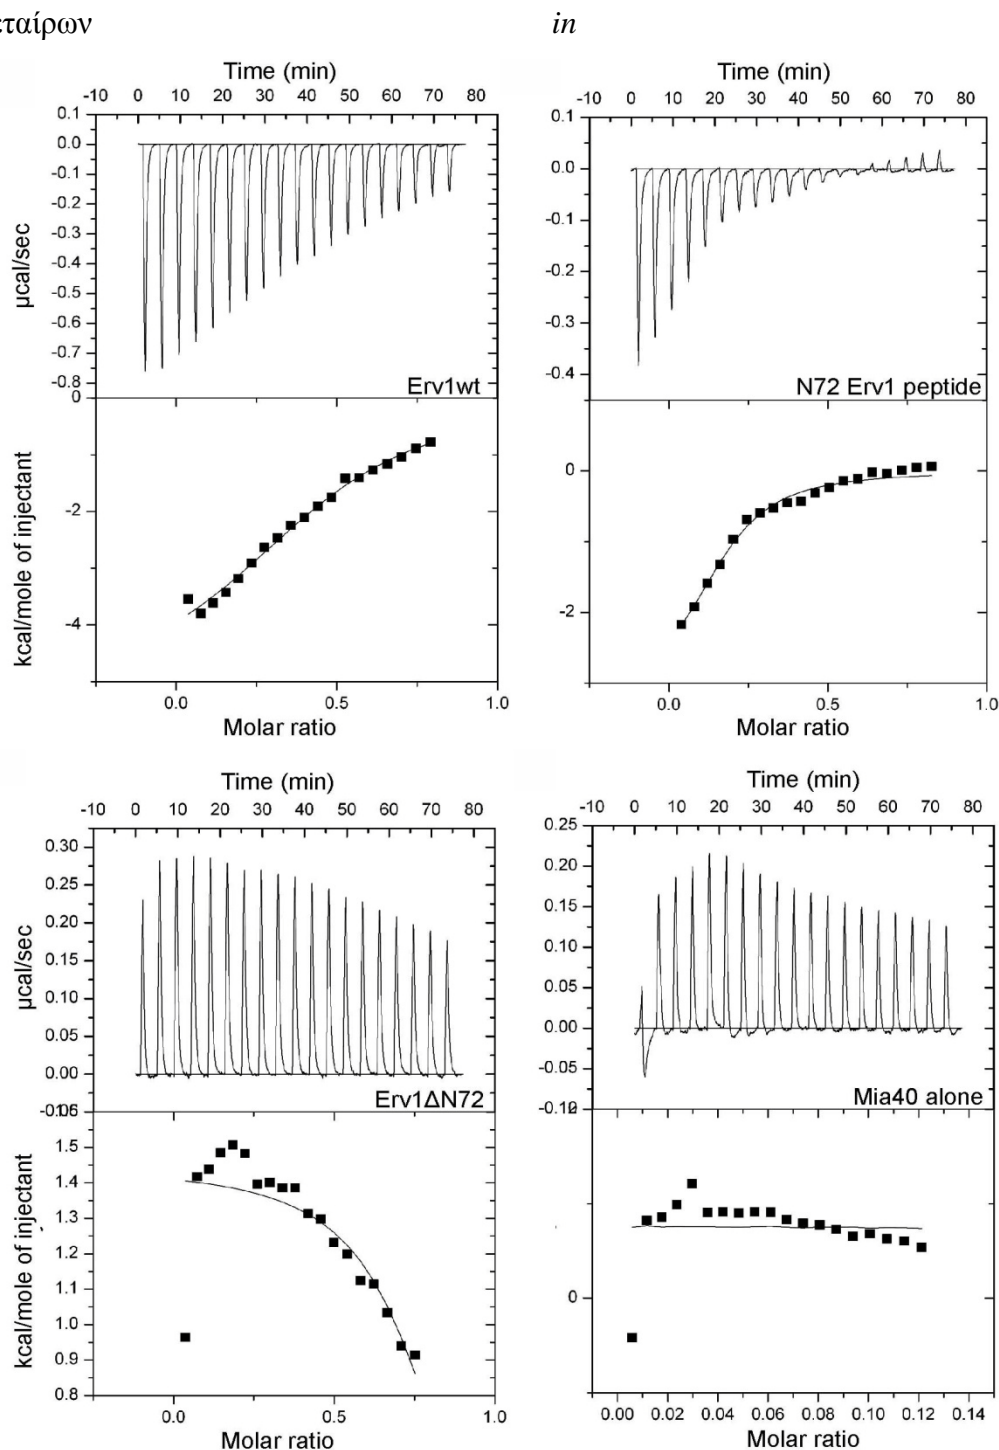 εταίρων in
Time (min) Time (min)
-10 0 10 20 30 40 50 60 70 80 -10 0 10 20 30 40 50 60 70 80
0.1 0.1
0.0 0.0
-0.1 -0.1
-0.2 -0.2
-0.3 -0.3
-0.4 -0.4
-0.5
-0.6
-0.7
-0.8
µcal/sec
Erv1wt N72 Erv1 peptide
0
-2
-4
0
-2
kcal/mole of injectant
0.0 0.5 1.0 0.0 0.5 1.0
Molar ratio Molar ratio
Time (min) Time (min)
-10 0 10 20 30 40 50 60 70 80 -10 0 10 20 30 40 50 60 70 80
0.30
0.25
0.20
0.15
0.10
0.05
0.00
0.25
0.20
0.15
0.10
0.05
0.00
-0.05
µcal/sec
Erv1ΔN72 Mia40 alone
1.5
1.4
1.3
1.2
1.1
1.0
0.9
0.8
0
kcal/mole of injectant
0.0 0.5 1.0 0.00 0.02 0.04 0.06 0.08 0.10 0.12 0.14
Molar ratio Molar ratio